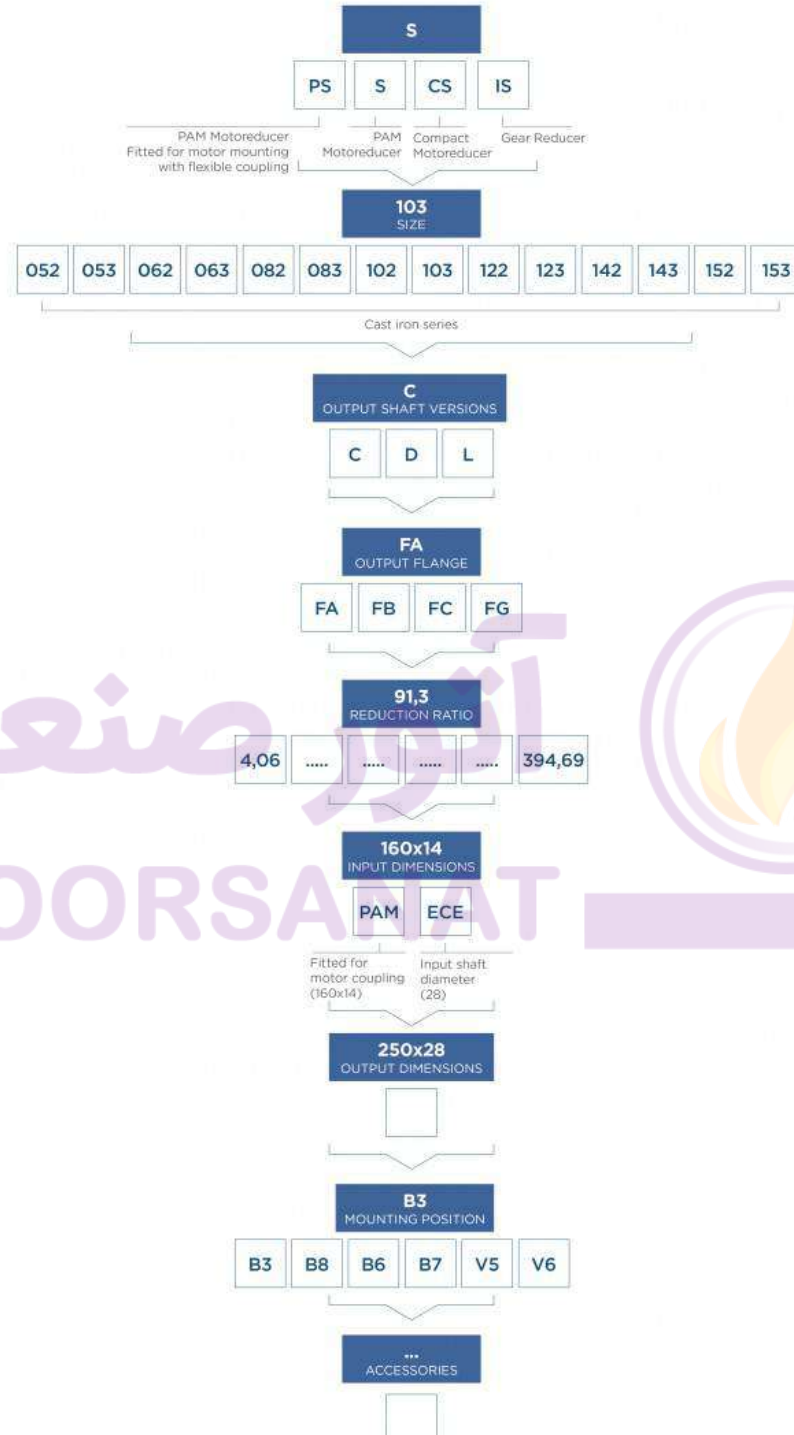 S
PS S CS IS
PAM Motoreducer
Fitted for motor mounting
with flexible coupling
PAM
Motoreducer
Compact
Motoreducer
Gear Reducer
103
SIZE
052 053 062 063 082 083 102 103 122 123 142 143 152 153
Cast iron series
C
OUTPUT SHAFT VERSIONS
C D L
FA
OUTPUT FLANGE
FA FB FC FG
آتور صنع
91,3
REDUCTION RATIO
4,06 ..... ..... ..... ..... 394,69
160x14
INPUT DIMENSIONS
OORSANAT
PAM ECE
Fitted for
motor coupling
(160x14)
Input shaft
diameter
(28)
250x28
OUTPUT DIMENSIONS
B3
MOUNTING POSITION
B3 B8 B6 B7 V5 V6
...
ACCESSORIES